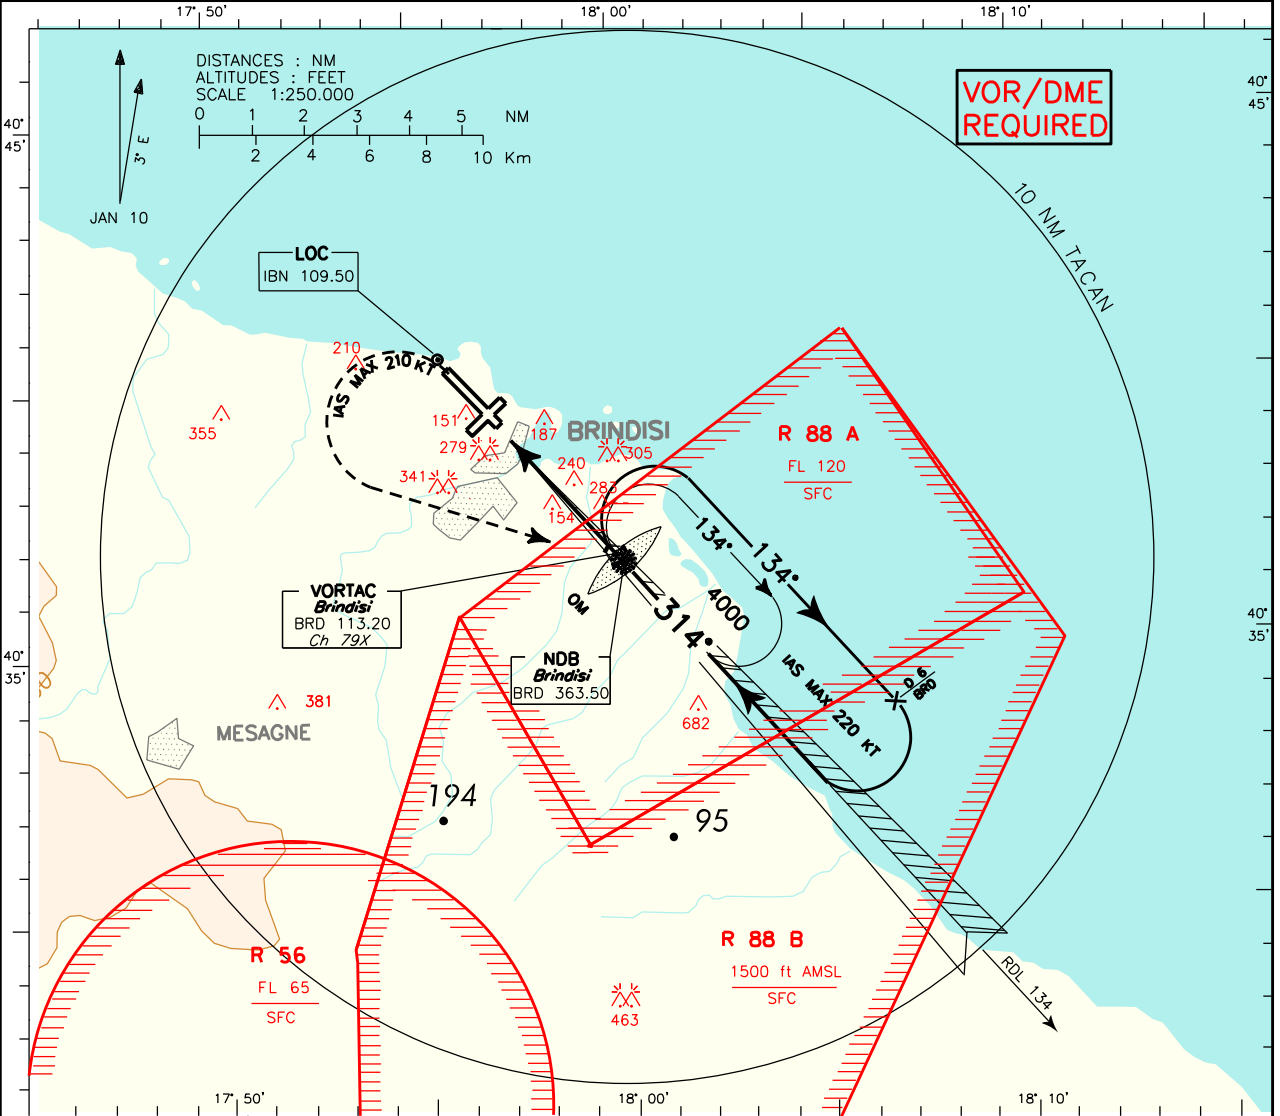 17°50'
18°00'
18°10'
DISTANCES : NM
ALTITUDES : FEET
SCALE 1:250.000
0 1 2 3 4 5 NM
2 4 6 8 10 Km
3° E
JAN 10
40°
45'
40°
45'
VOR/DME
REQUIRED
10 NM TACAN
LOC
IBN 109.50
210
IAS MAX 210 KT
355
151
279
341
187
BRINDISI
305
240
283
154
R 88 A
FL 120
SFC
134°
134°
VORTAC
Brindisi
BRD 113.20
Ch 79X
OM
314°
4000
NDB
Brindisi
BRD 363.50
40°
35'
40°
35'
D 6
BRD
IAS MAX 220 KT
381
682
MESAGNE
194
95
R 56
FL 65
SFC
R 88 B
1500 ft AMSL
SFC
463
RDL 134
17°50'
18°00'
18°10'